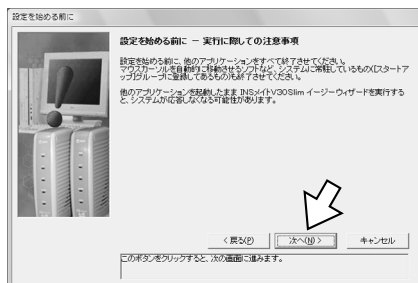 設定を始める前に
設定を始める前に － 実行に際しての注意事項
設定を始める前に、他のアプリケーションをすべて終了させてください。
マウスカーソルを自動的に移動させるソフトなど、システムに常駐しているもの([スタートア
ップ]グループに登録してあるもの)も終了させてください。
他のアプリケーションを起動したまま INSメイトV30Slim イージーウィザードを実行する
と、システムが応答しなくなる可能性があります。
< 戻る(P)
次へ(N) >
キャンセル
このボタンをクリックすると、次の画面に進みます。